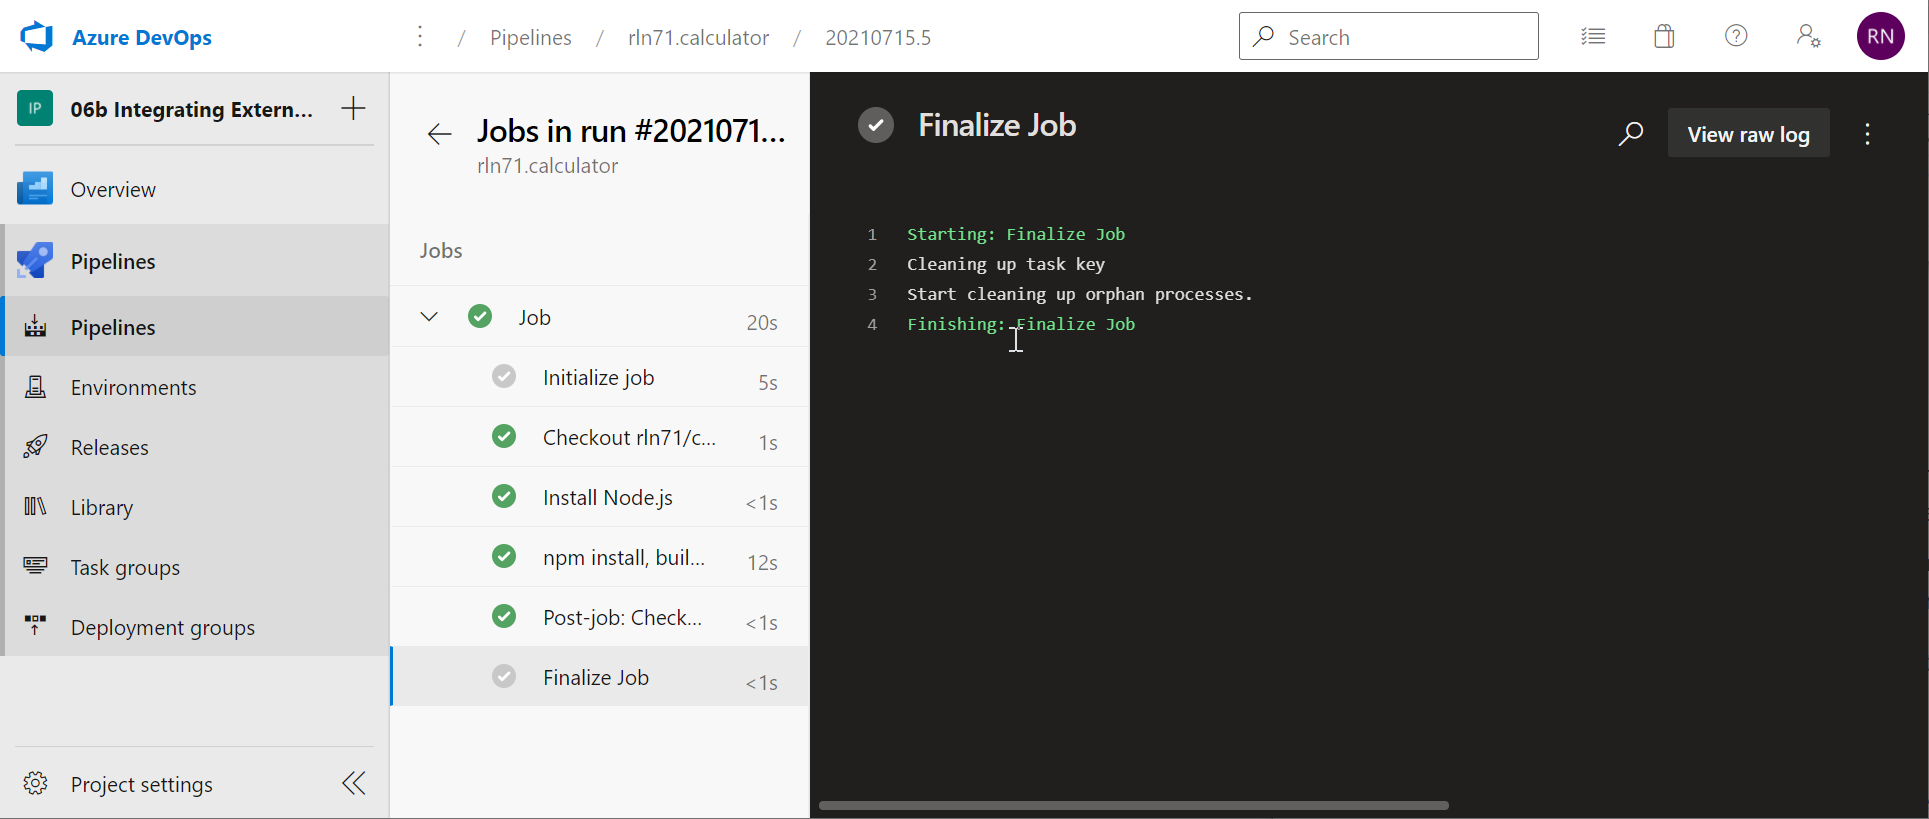 Azure DevOps
⋮ / Pipelines / rln71.calculator / 20210715.5
Search
RN
IP
06b Integrating Extern...
Overview
Pipelines
Pipelines
Environments
Releases
Library
Task groups
Deployment groups
Project settings
Jobs in run #2021071...
rln71.calculator
Jobs
Job 20s
Initialize job 5s
Checkout rln71/c... 1s
Install Node.js <1s
npm install, buil... 12s
Post-job: Check... <1s
Finalize Job <1s
Finalize Job
View raw log
1 Starting: Finalize Job
2 Cleaning up task key
3 Start cleaning up orphan processes.
4 Finishing: Finalize Job